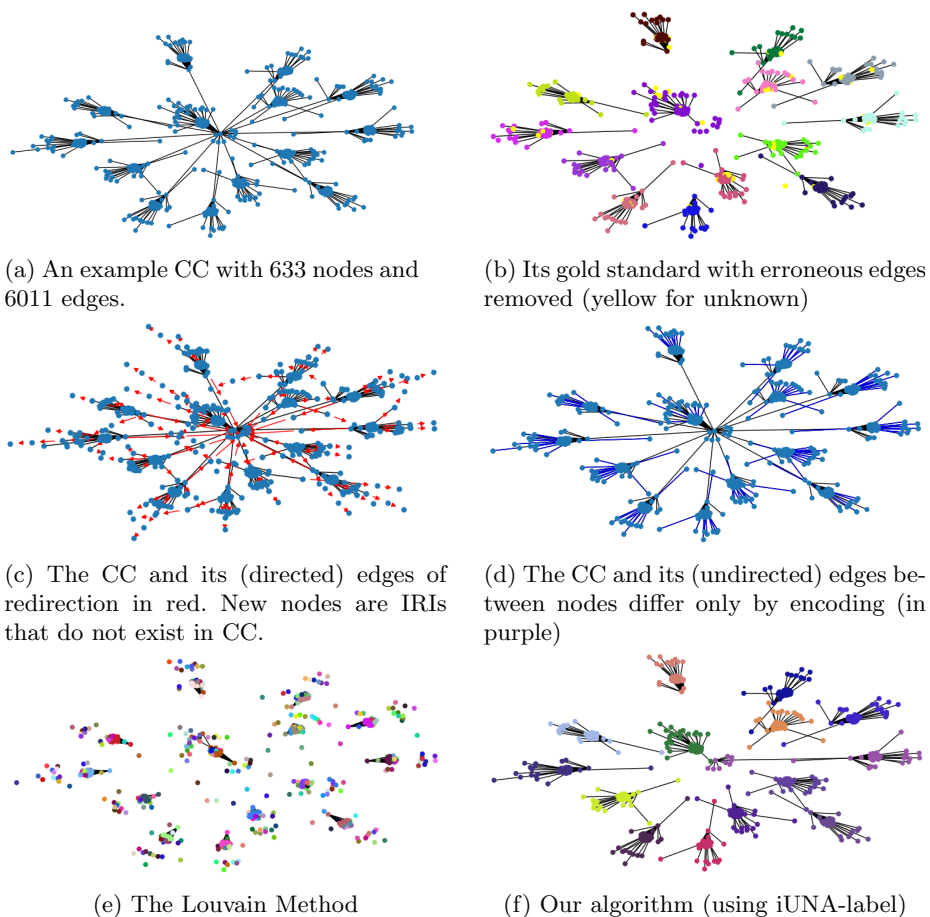 (a) An example CC with 633 nodes and
6011 edges.
(b) Its gold standard with erroneous edges
removed (yellow for unknown)
(c) The CC and its (directed) edges of
redirection in red. New nodes are IRIs
that do not exist in CC.
(d) The CC and its (undirected) edges be-
tween nodes differ only by encoding (in
purple)
(e) The Louvain Method
(f) Our algorithm (using iUNA-label)